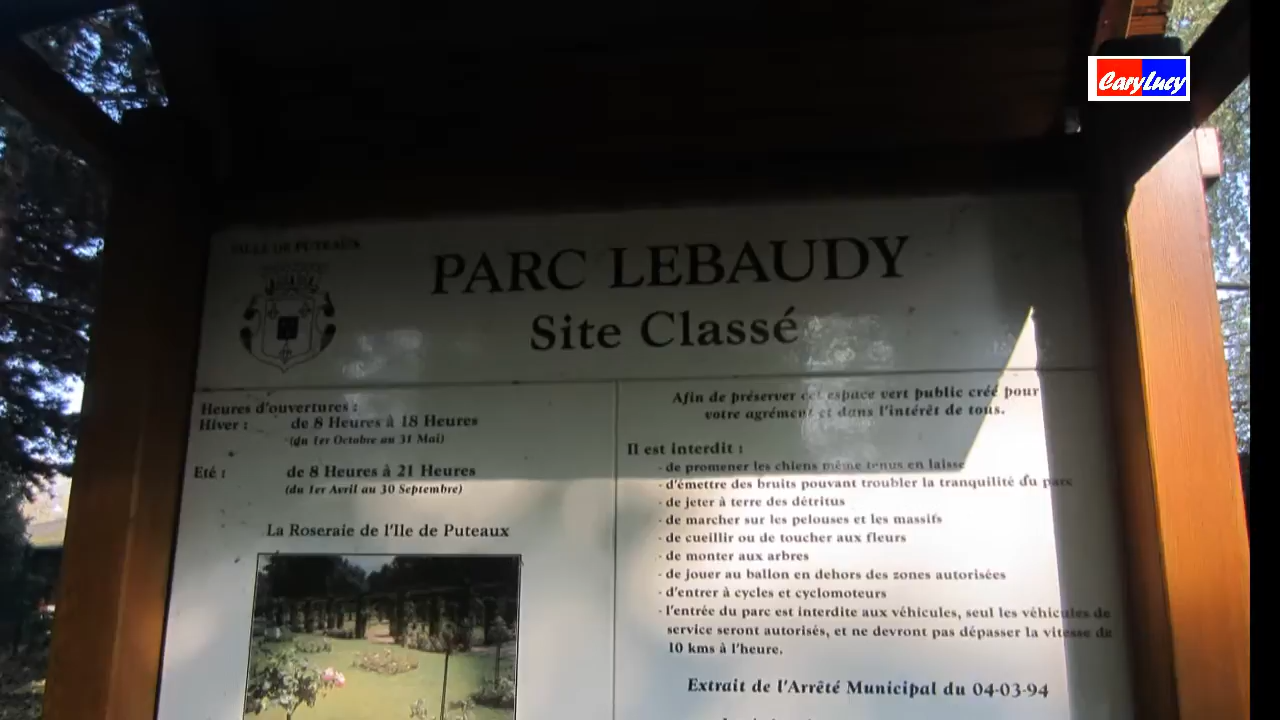 CaryLucy
VILLE DE PUTEAUX
PARC LEBAUDY
Site Classé
Heures d'ouvertures :
Hiver : de 8 Heures à 18 Heures
(du 1er Octobre au 31 Mai)
Eté : de 8 Heures à 21 Heures
(du 1er Avril au 30 Septembre)
La Roseraie de l'Ile de Puteaux
Afin de préserver cet espace vert public créé pour
votre agrément et dans l'intérêt de tous.
Il est interdit :
- de promener les chiens même tenus en laisse
- d'émettre des bruits pouvant troubler la tranquilité du parc
- de jeter à terre des détritus
- de marcher sur les pelouses et les massifs
- de cueillir ou de toucher aux fleurs
- de monter aux arbres
- de jouer au ballon en dehors des zones autorisées
- d'entrer à cycles et cyclomoteurs
- l'entrée du parc est interdite aux véhicules, seul les véhicules de
service seront autorisés, et ne devront pas dépasser la vitesse de
10 kms à l'heure.
Extrait de l'Arrêté Municipal du 04-03-94